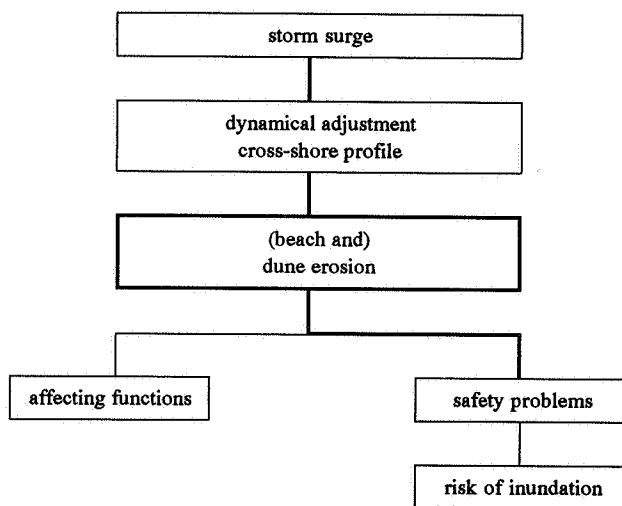 storm surge
dynamical adjustment
cross-shore profile
(beach and)
dune erosion
affecting functions
safety problems
risk of inundation